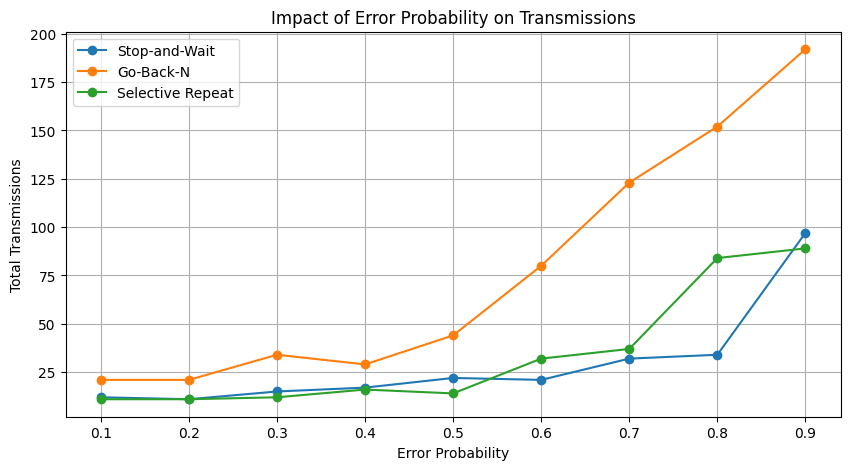 Impact of Error Probability on Transmissions
Stop-and-Wait
Go-Back-N
Selective Repeat
Total Transmissions
200
175
150
125
100
75
50
25
0.1 0.2 0.3 0.4 0.5 0.6 0.7 0.8 0.9
Error Probability